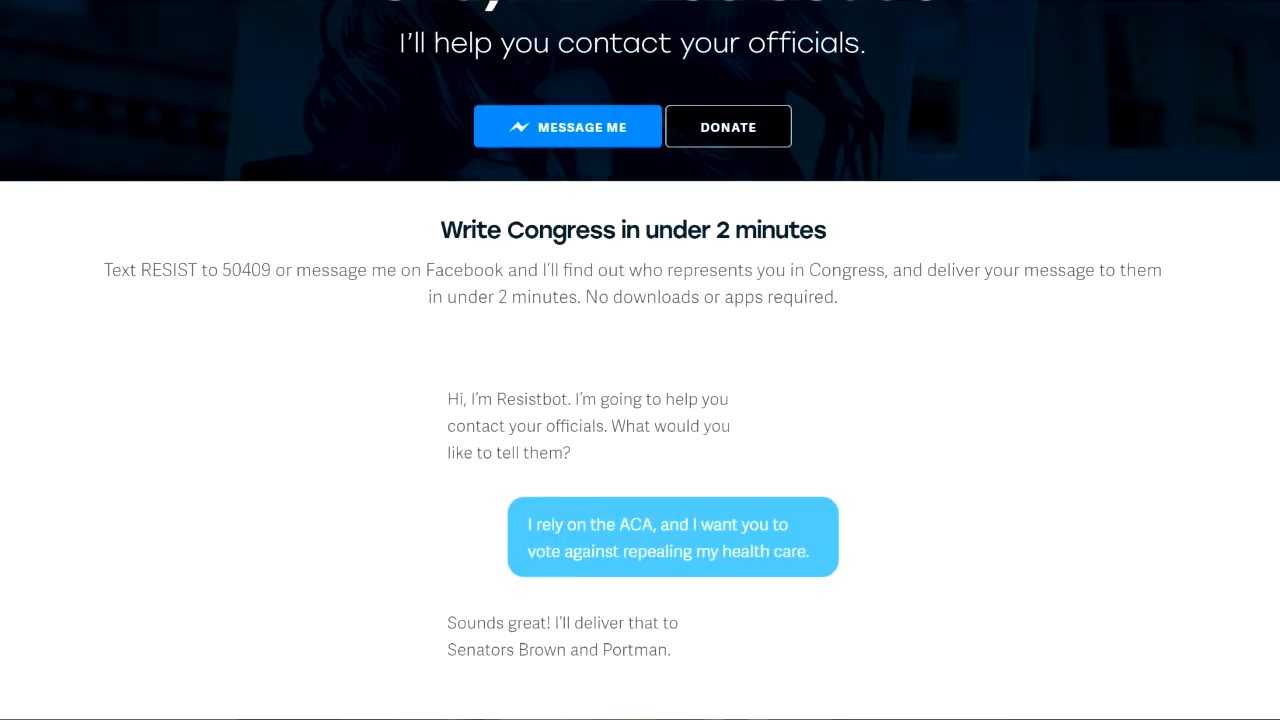 I'll help you contact your officials.
MESSAGE ME
DONATE
Write Congress in under 2 minutes
Text RESIST to 50409 or message me on Facebook and I'll find out who represents you in Congress, and deliver your message to them
in under 2 minutes. No downloads or apps required.
Hi, I'm Resistbot. I'm going to help you
contact your officials. What would you
like to tell them?
I rely on the ACA, and I want you to
vote against repealing my health care.
Sounds great! I'll deliver that to
Senators Brown and Portman.